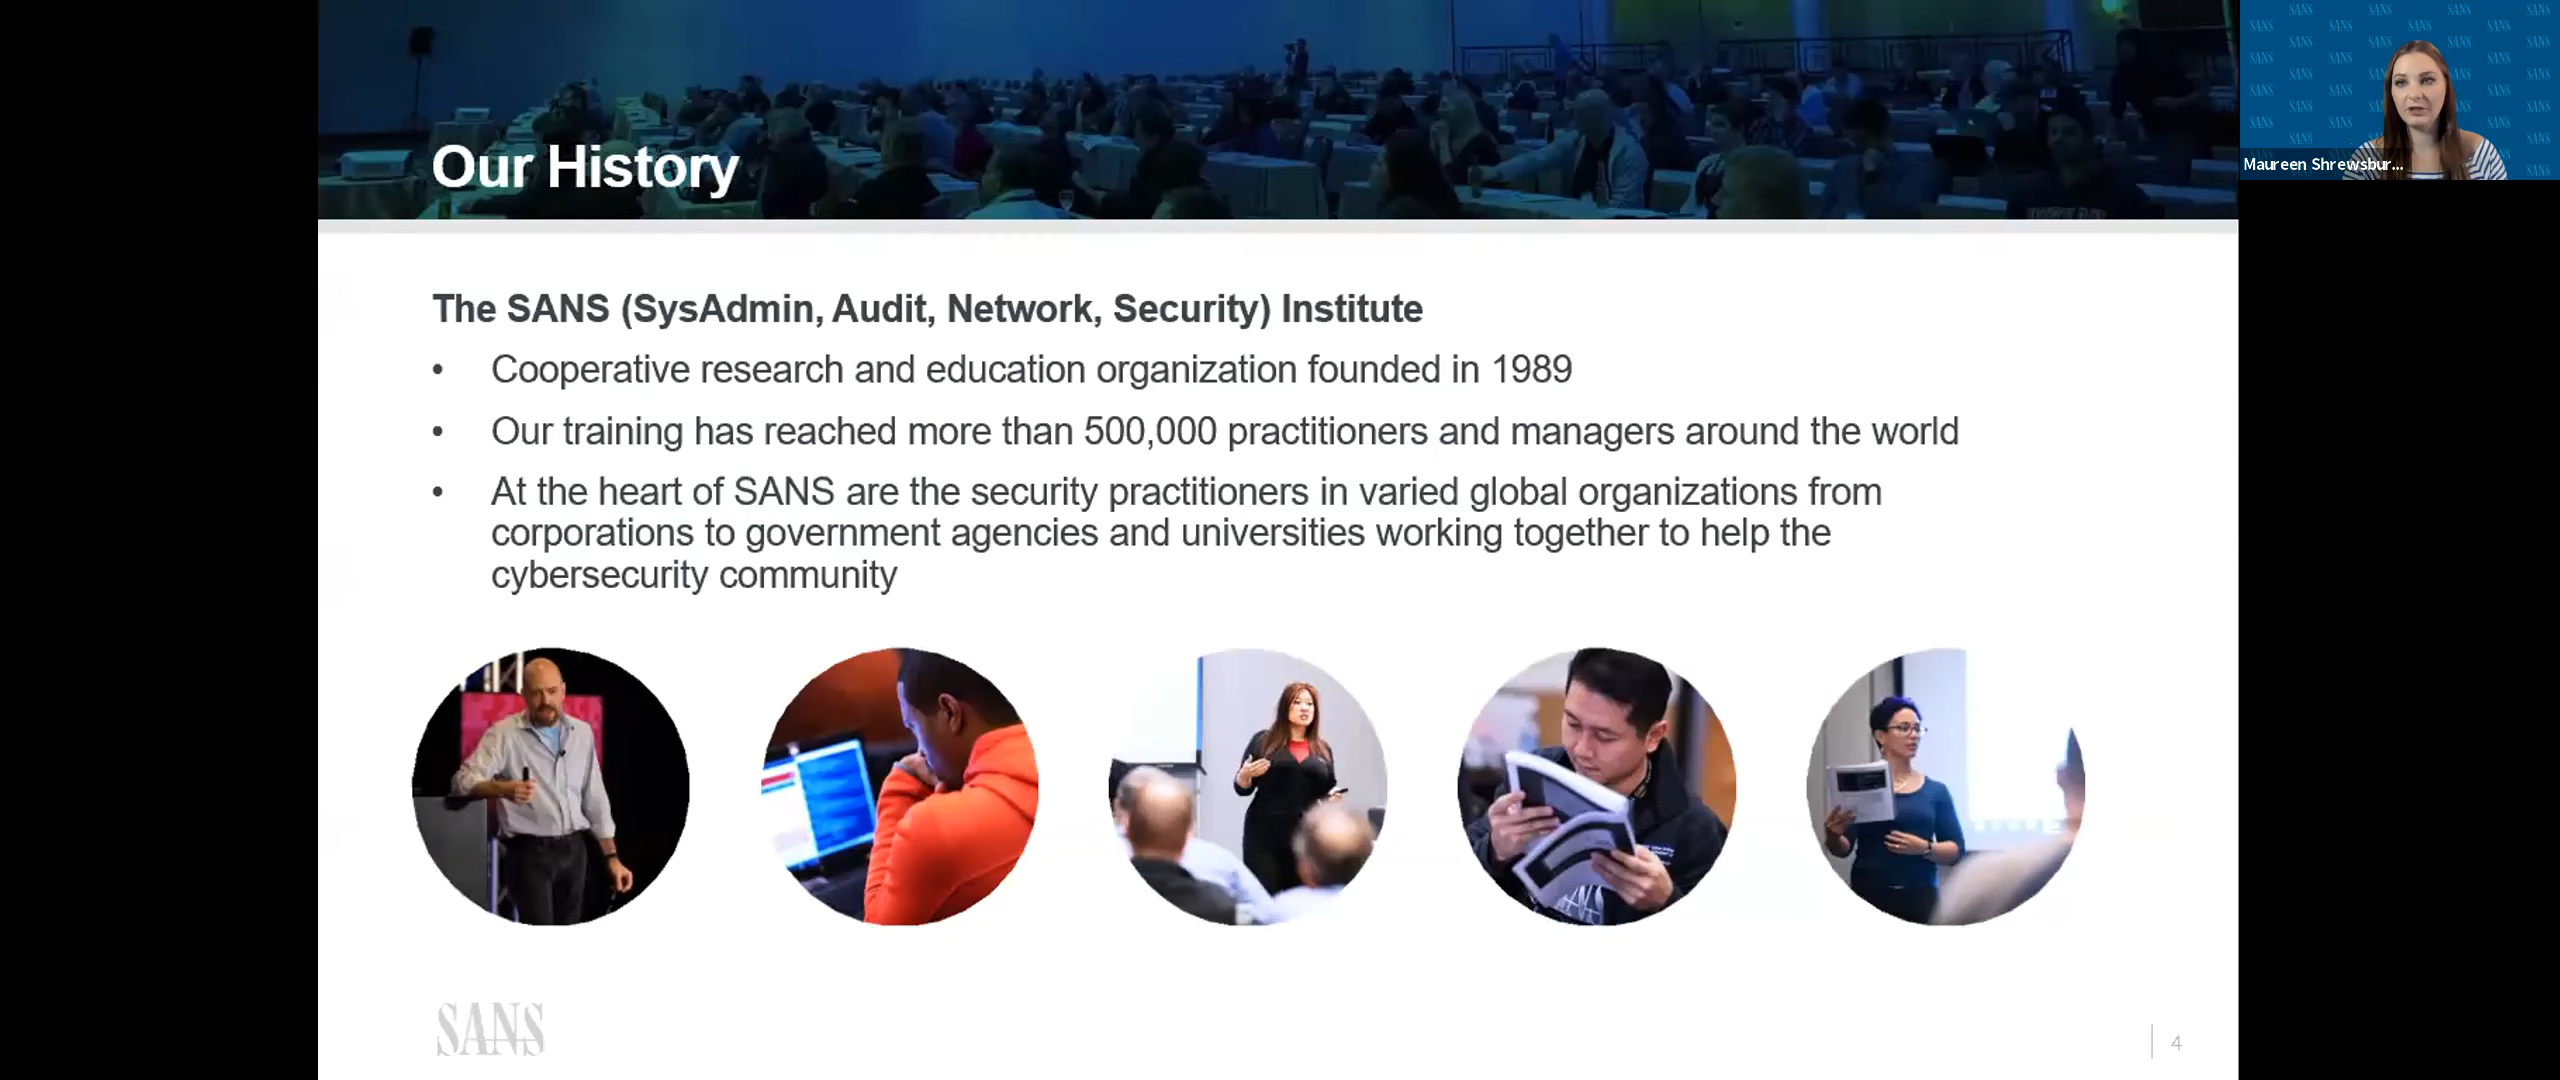 Our History
Maureen Shrewsbur...
The SANS (SysAdmin, Audit, Network, Security) Institute
• Cooperative research and education organization founded in 1989
• Our training has reached more than 500,000 practitioners and managers around the world
• At the heart of SANS are the security practitioners in varied global organizations from
corporations to government agencies and universities working together to help the
cybersecurity community
SANS
4